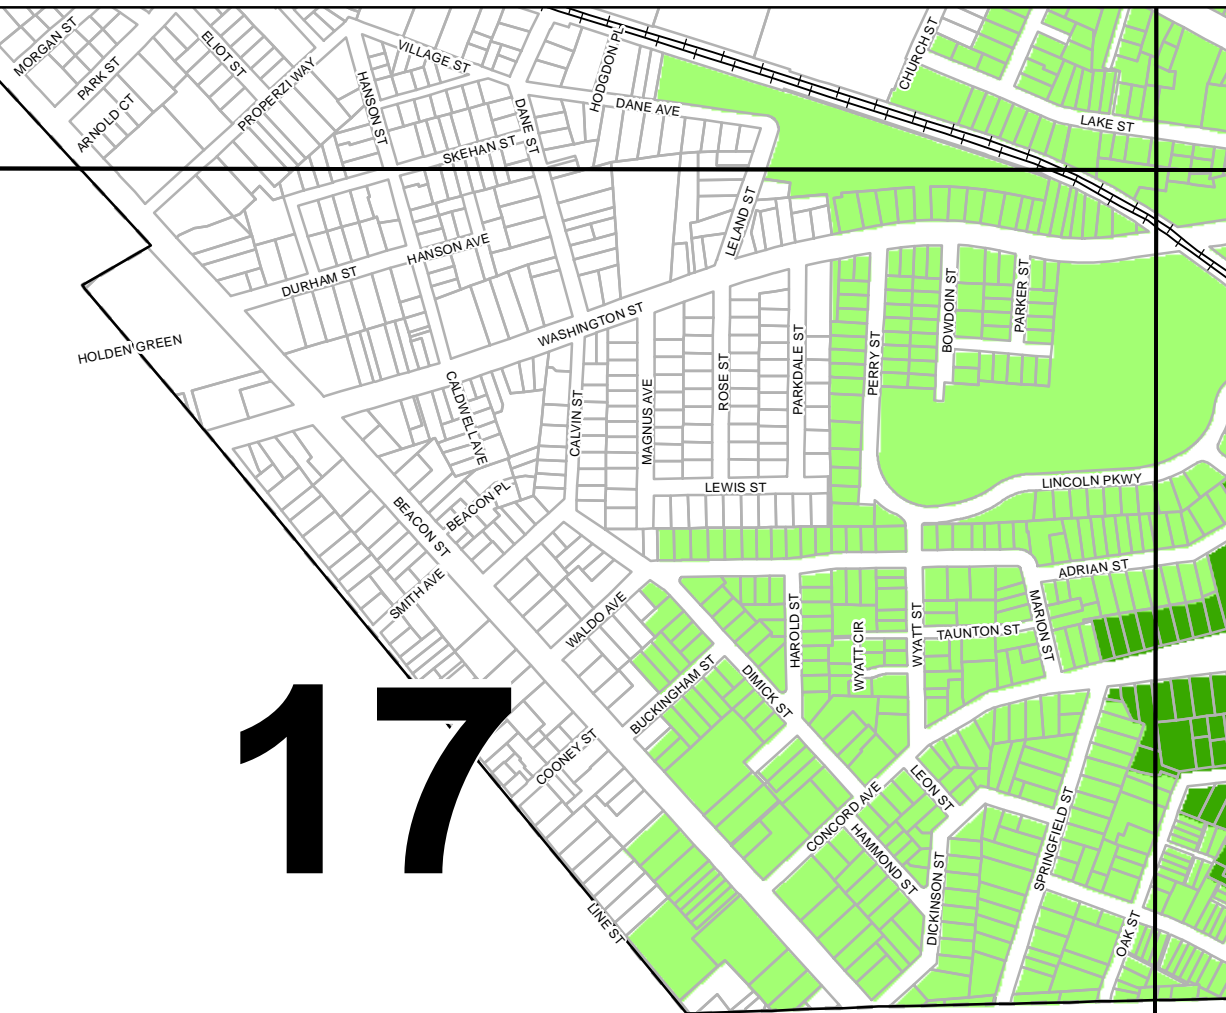 MORGAN ST
PARK ST
ARNOLD CT
ELIOT ST
PROPERZI WAY
VILLAGE ST
HANSON ST
HODGDON PL
DANE AVE
DANE ST
SKEHAN ST
CHURCH ST
LAKE ST
LELAND ST
HANSON AVE
DURHAM ST
WASHINGTON ST
HOLDEN GREEN
CALDWELL AVE
CALVIN ST
MAGNUS AVE
ROSE ST
PARKDALE ST
PERRY ST
BOWDOIN ST
PARKER ST
LEWIS ST
LINCOLN PKWY
BEACON PL
BEACON ST
SMITH AVE
WALDO AVE
ADRIAN ST
MARION ST
HAROLD ST
WYATT CIR
WYATT ST
TAUNTON ST
BUCKINGHAM ST
DIMICK ST
17
COONEY ST
CONCORD AVE
LEON ST
HAMMOND ST
DICKINSON ST
SPRINGFIELD ST
OAK ST
LINE ST